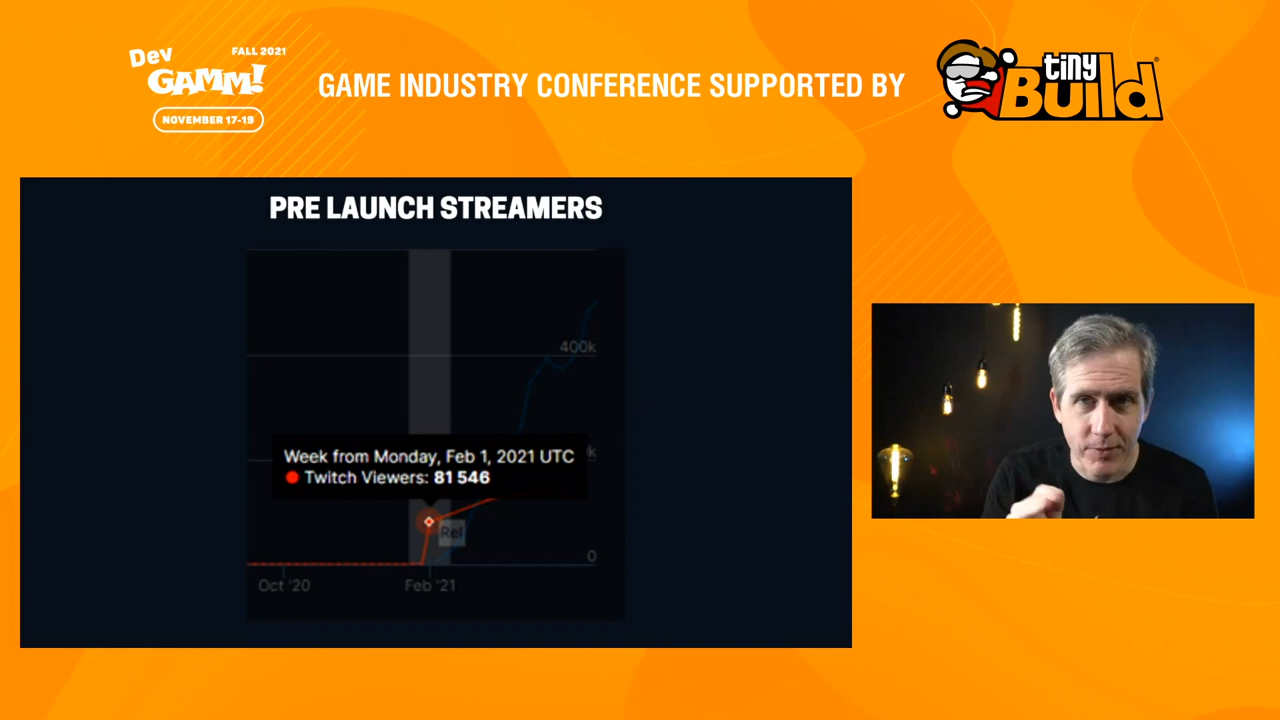 Dev
GAMM!
FALL 2021
NOVEMBER 17-19
GAME INDUSTRY CONFERENCE SUPPORTED BY
tiny
Build
PRE LAUNCH STREAMERS
400k
k
Week from Monday, Feb 1, 2021 UTC
Twitch Viewers: 81 546
Rel
0
Oct '20
Feb '21